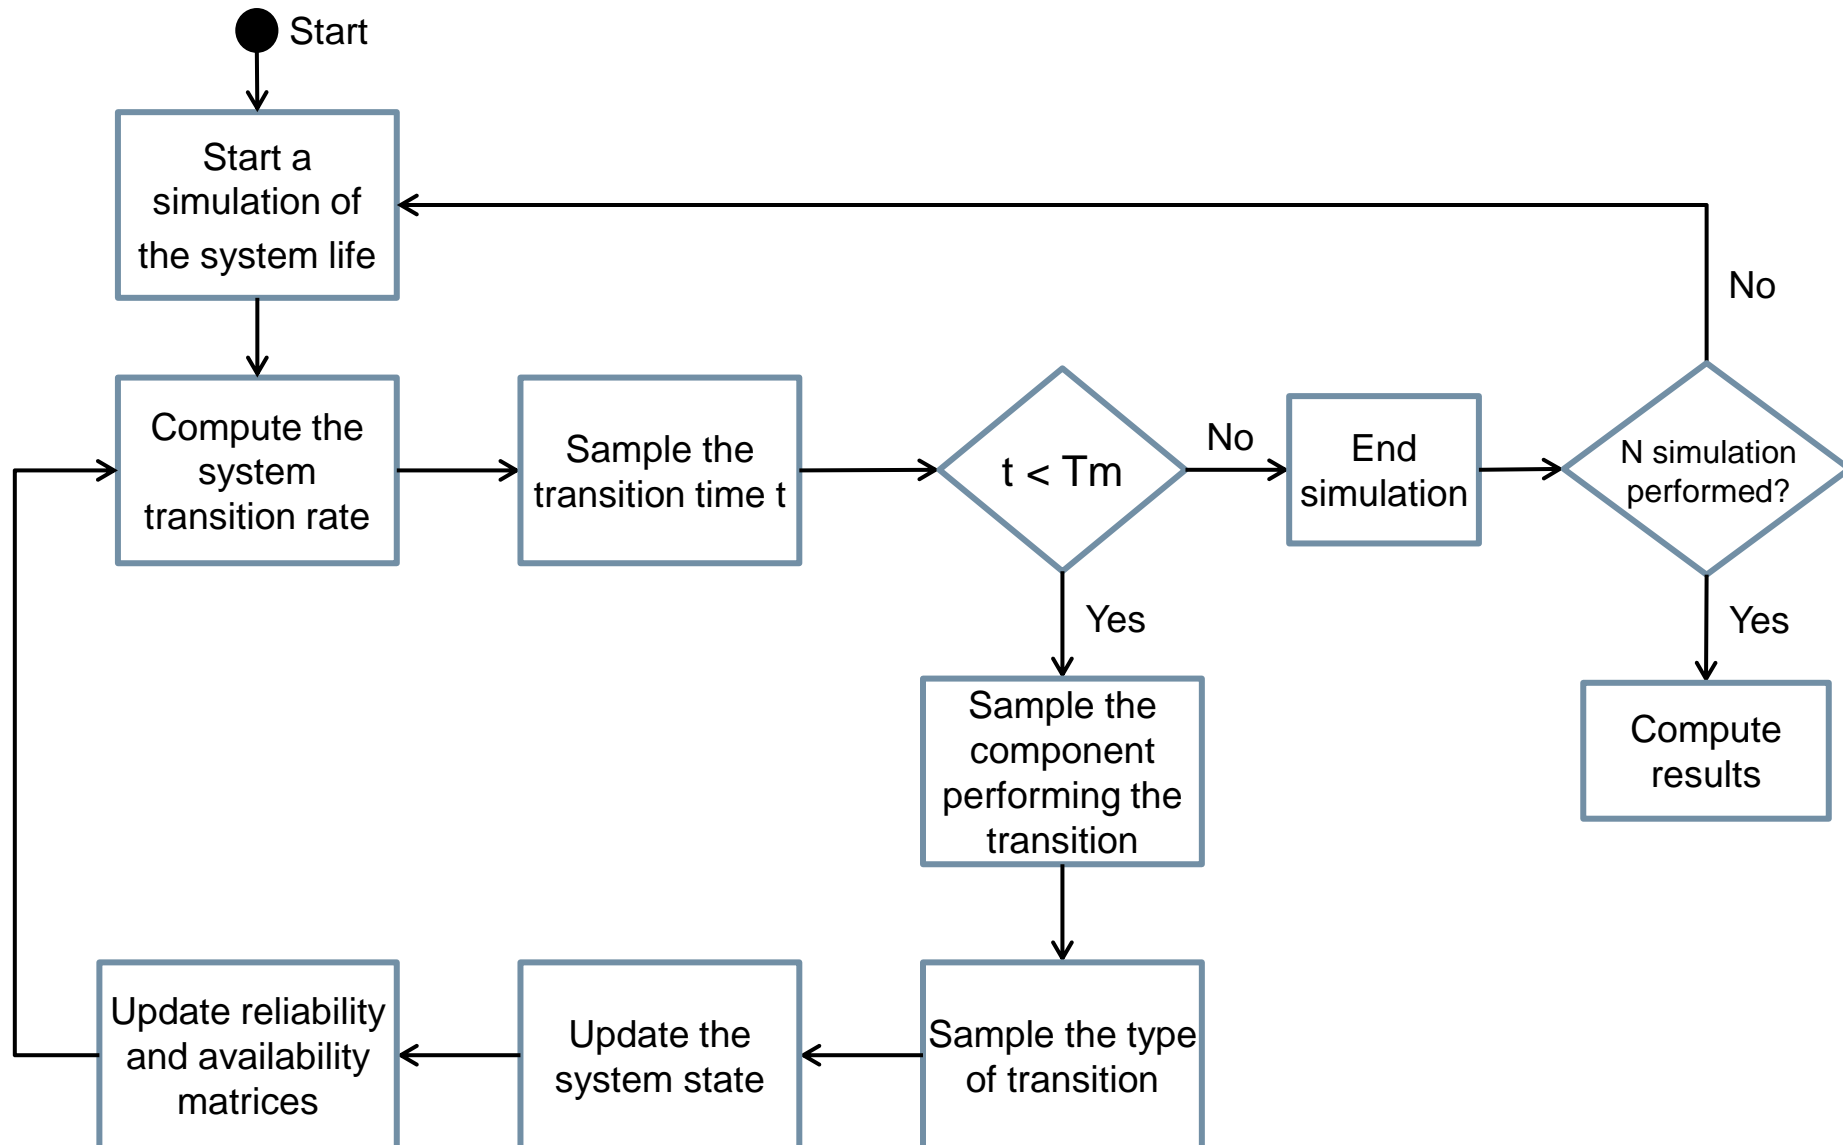 Start
Start a
simulation of
the system life
No
Compute the
system
transition rate
Sample the
transition time t
t < Tm
No
End
simulation
N simulation
performed?
Yes
Yes
Sample the
component
performing the
transition
Compute
results
Update reliability
and availability
matrices
Update the
system state
Sample the type
of transition